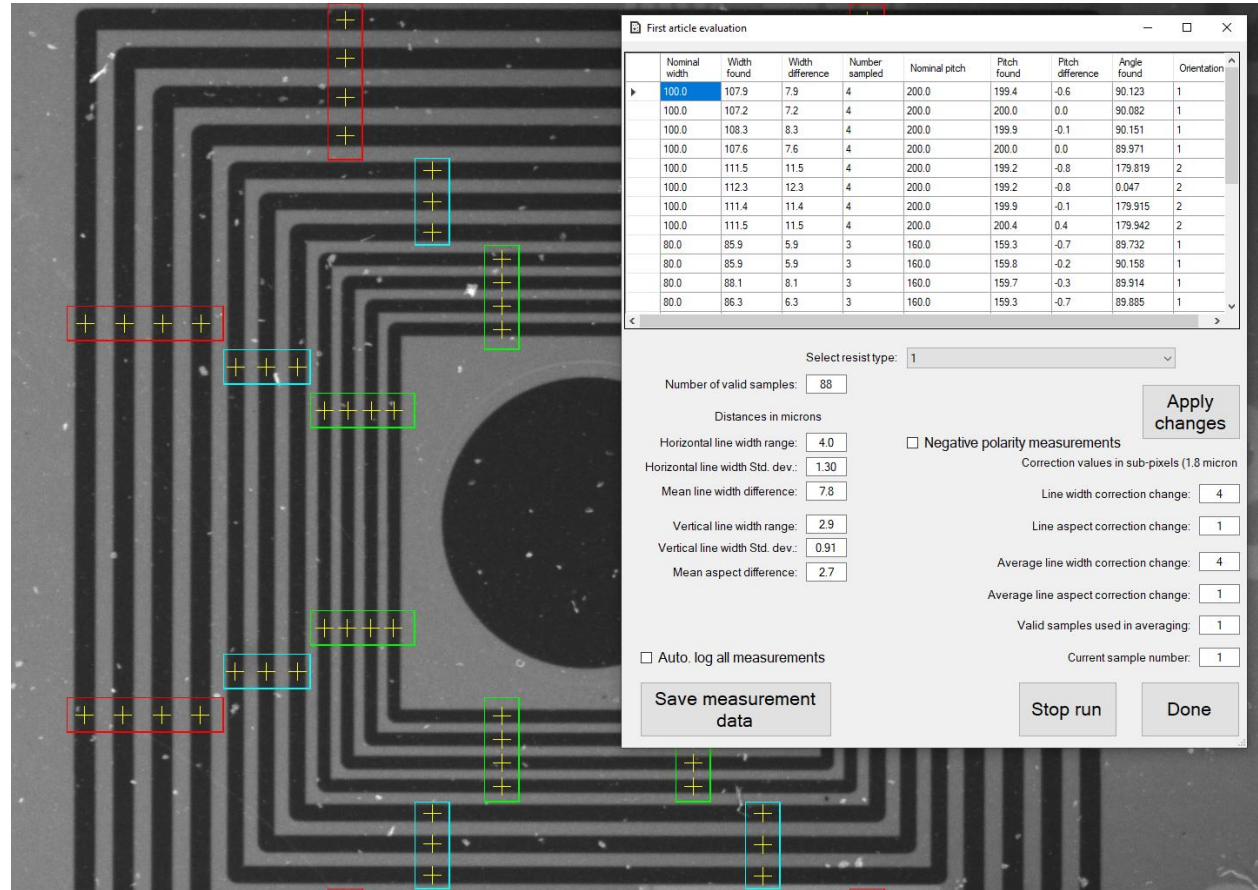 First article evaluation
Nominal width Width found Width difference Number sampled Nominal pitch Pitch found Pitch difference Angle found Orientation
100.0 107.9 7.9 4 200.0 199.4 -0.6 90.123 1
100.0 107.2 7.2 4 200.0 200.0 0.0 90.082 1
100.0 108.3 8.3 4 200.0 199.9 -0.1 90.151 1
100.0 107.6 7.6 4 200.0 200.0 0.0 89.971 1
100.0 111.5 11.5 4 200.0 199.2 -0.8 179.819 2
100.0 112.3 12.3 4 200.0 199.2 -0.8 0.047 2
100.0 111.4 11.4 4 200.0 199.9 -0.1 179.915 2
100.0 111.5 11.5 4 200.0 200.4 0.4 179.942 2
80.0 85.9 5.9 3 160.0 159.3 -0.7 89.732 1
80.0 85.9 5.9 3 160.0 159.8 -0.2 90.158 1
80.0 88.1 8.1 3 160.0 159.7 -0.3 89.914 1
80.0 86.3 6.3 3 160.0 159.3 -0.7 89.885 1
Select resist type: 1
Number of valid samples: 88
Distances in microns
Apply changes
Horizontal line width range: 4.0
Negative polarity measurements
Horizontal line width Std. dev.: 1.30
Correction values in sub-pixels (1.8 micron
Mean line width difference: 7.8
Line width correction change: 4
Vertical line width range: 2.9
Line aspect correction change: 1
Vertical line width Std. dev.: 0.91
Mean aspect difference: 2.7
Average line width correction change: 4
Average line aspect correction change: 1
Valid samples used in averaging: 1
Auto. log all measurements
Current sample number: 1
Save measurement data
Stop run
Done